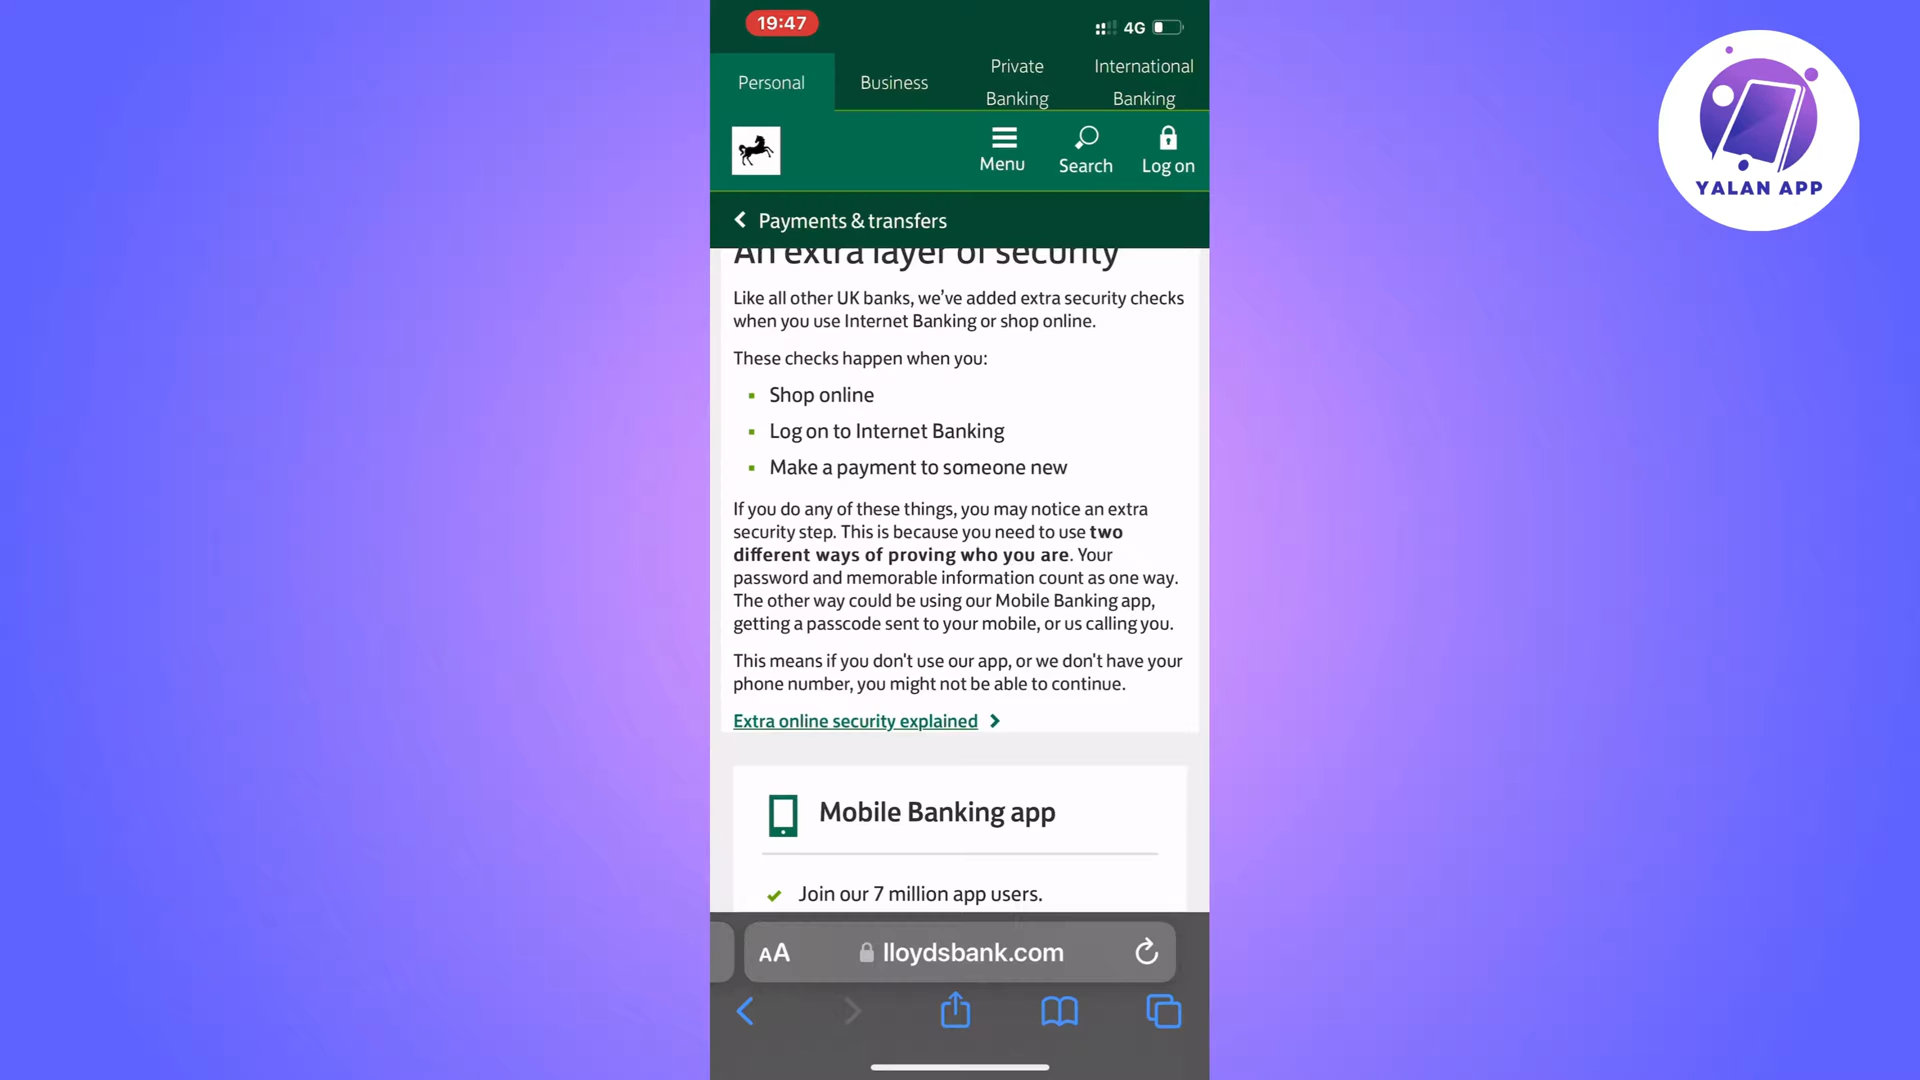 19:47
4G
Personal
Business
Private
Banking
International
Banking
Menu
Search
Log on
Payments & transfers
An extra layer of security
Like all other UK banks, we've added extra security checks
when you use Internet Banking or shop online.
These checks happen when you:
Shop online
Log on to Internet Banking
Make a payment to someone new
If you do any of these things, you may notice an extra
security step. This is because you need to use two
different ways of proving who you are. Your
password and memorable information count as one way.
The other way could be using our Mobile Banking app,
getting a passcode sent to your mobile, or us calling you.
This means if you don't use our app, or we don't have your
phone number, you might not be able to continue.
Extra online security explained
Mobile Banking app
Join our 7 million app users.
AA
lloydsbank.com
YALAN APP